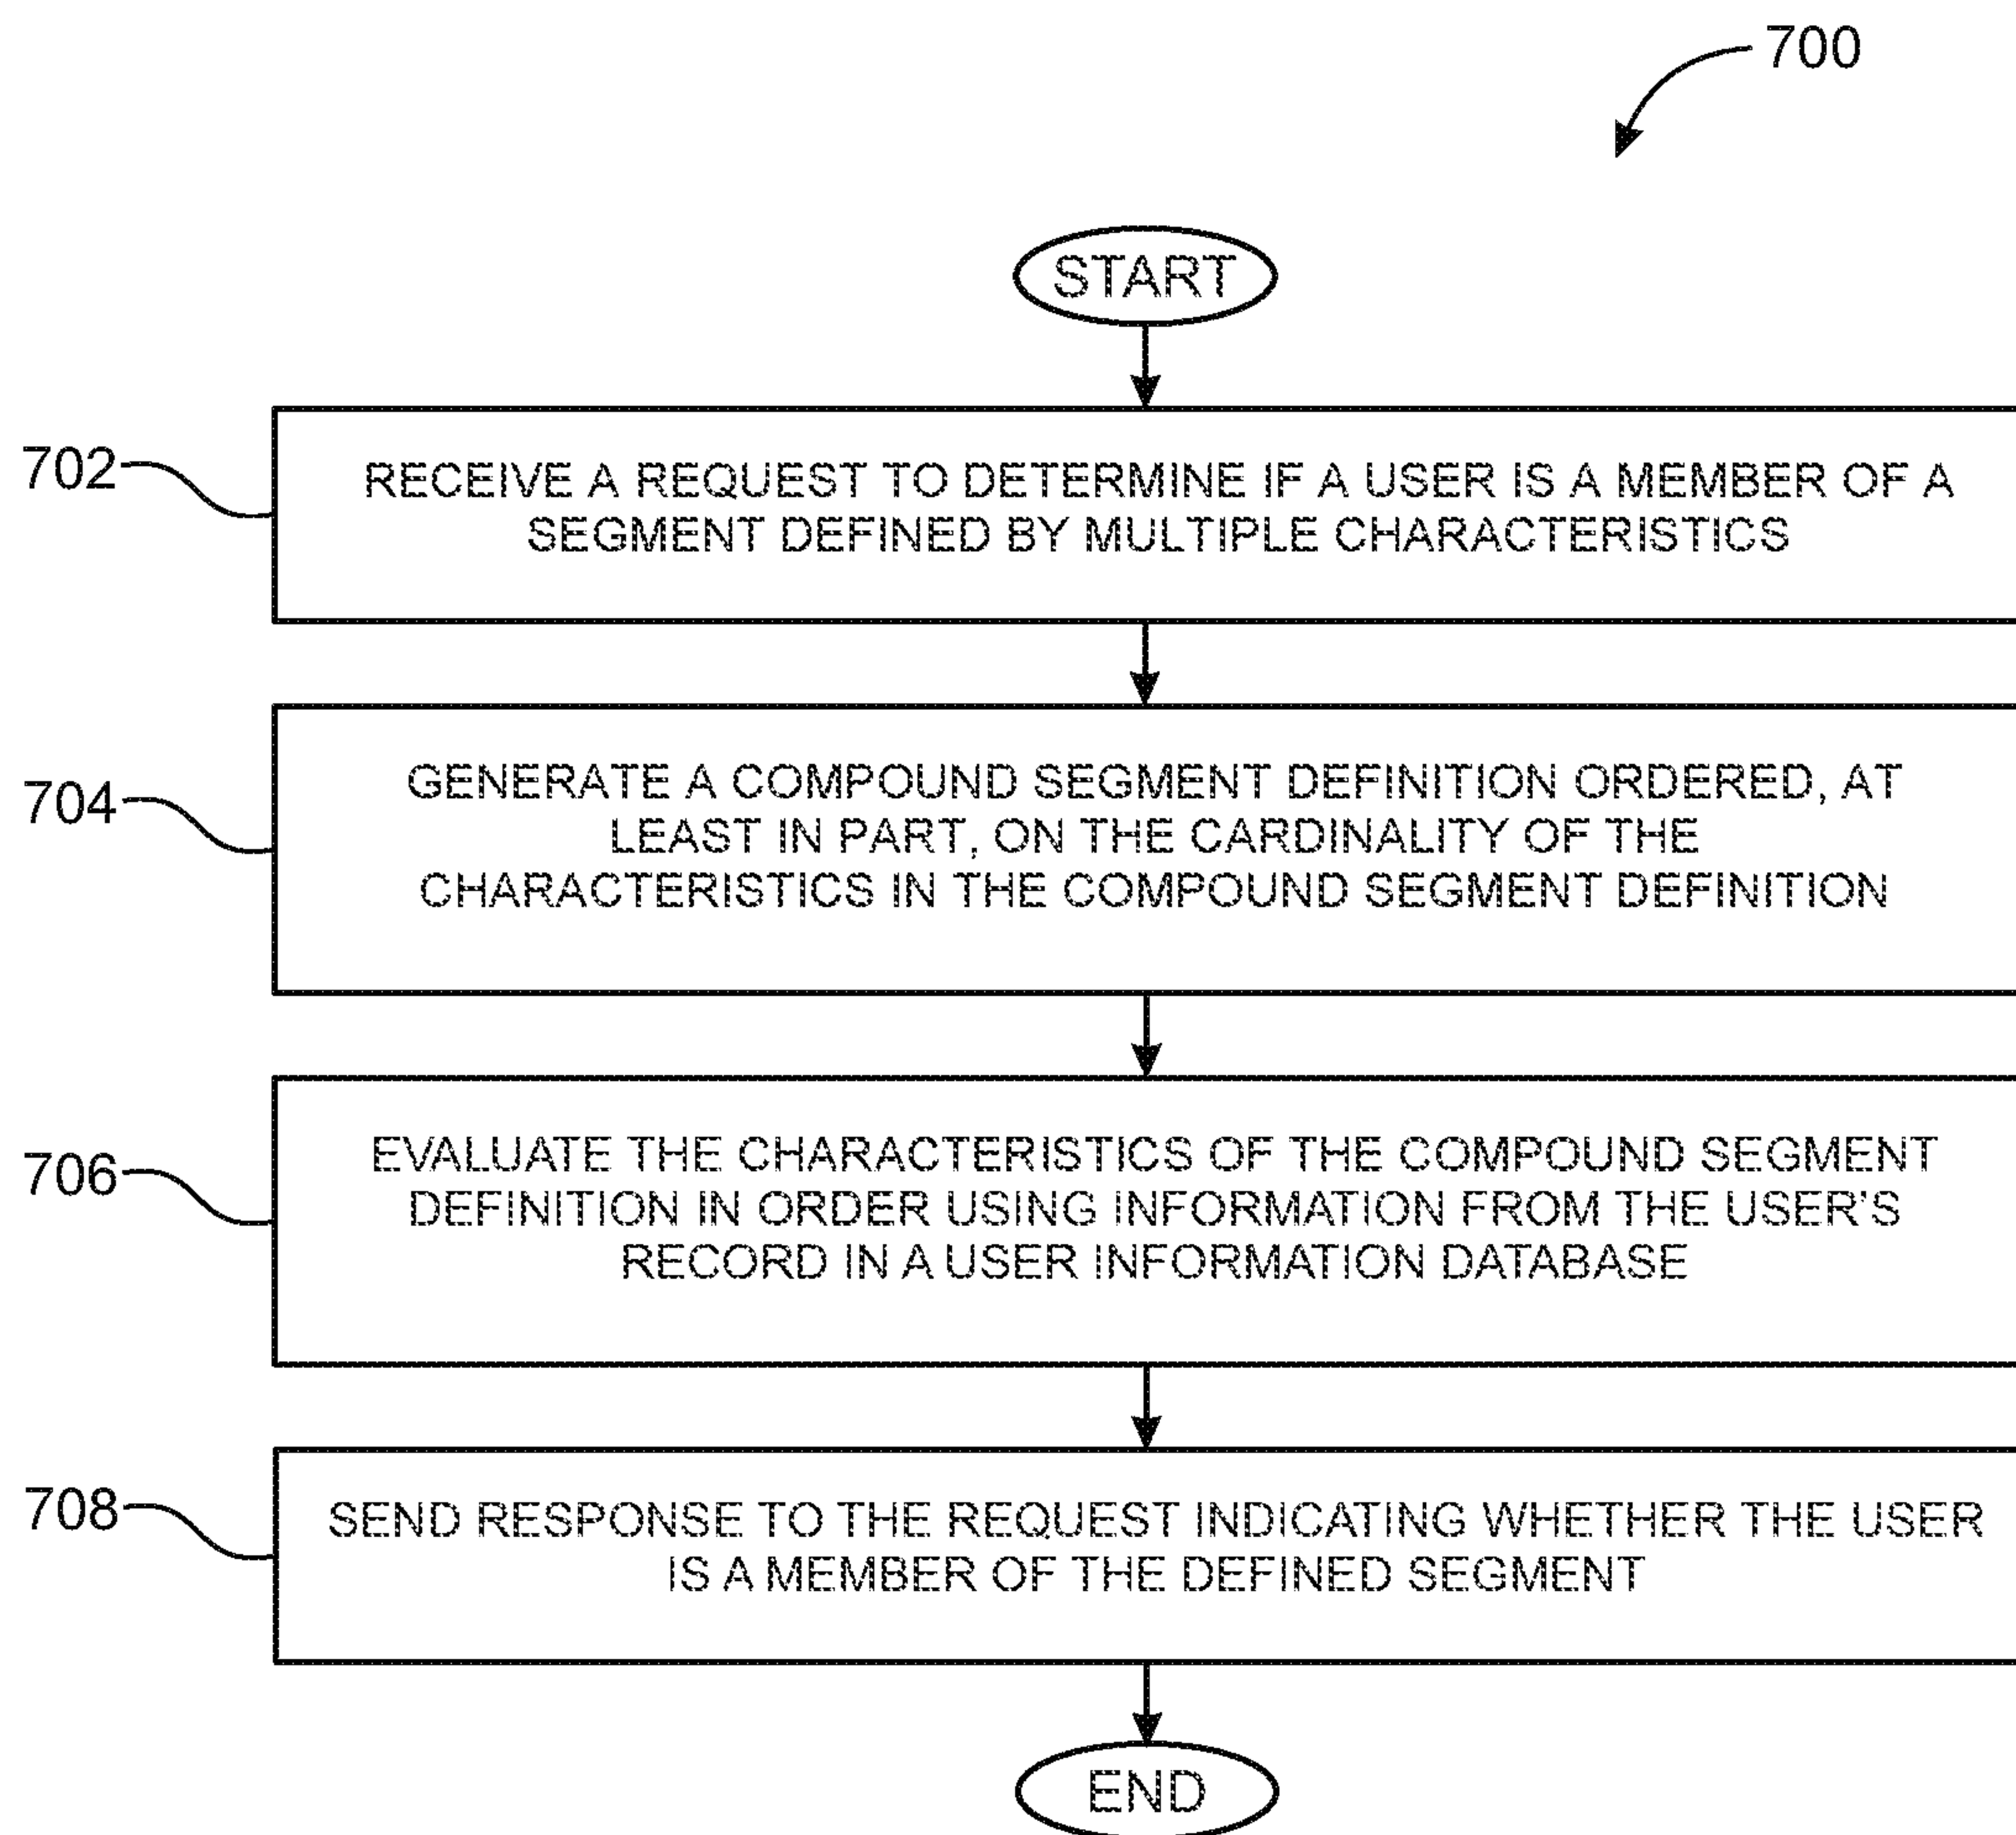 700
START
702
RECEIVE A REQUEST TO DETERMINE IF A USER IS A MEMBER OF A
SEGMENT DEFINED BY MULTIPLE CHARACTERISTICS
704
GENERATE A COMPOUND SEGMENT DEFINITION ORDERED, AT
LEAST IN PART, ON THE CARDINALITY OF THE
CHARACTERISTICS IN THE COMPOUND SEGMENT DEFINITION
706
EVALUATE THE CHARACTERISTICS OF THE COMPOUND SEGMENT
DEFINITION IN ORDER USING INFORMATION FROM THE USER'S
RECORD IN A USER INFORMATION DATABASE
708
SEND RESPONSE TO THE REQUEST INDICATING WHETHER THE USER
IS A MEMBER OF THE DEFINED SEGMENT
END